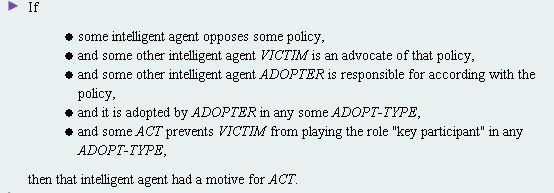 If
some intelligent agent opposes some policy,
and some other intelligent agent VICTIM is an advocate of that policy,
and some other intelligent agent ADOPTER is responsible for according with the
policy,
and it is adopted by ADOPTER in any some ADOPT-TYPE,
and some ACT prevents VICTIM from playing the role "key participant" in any
ADOPT-TYPE,
then that intelligent agent had a motive for ACT.